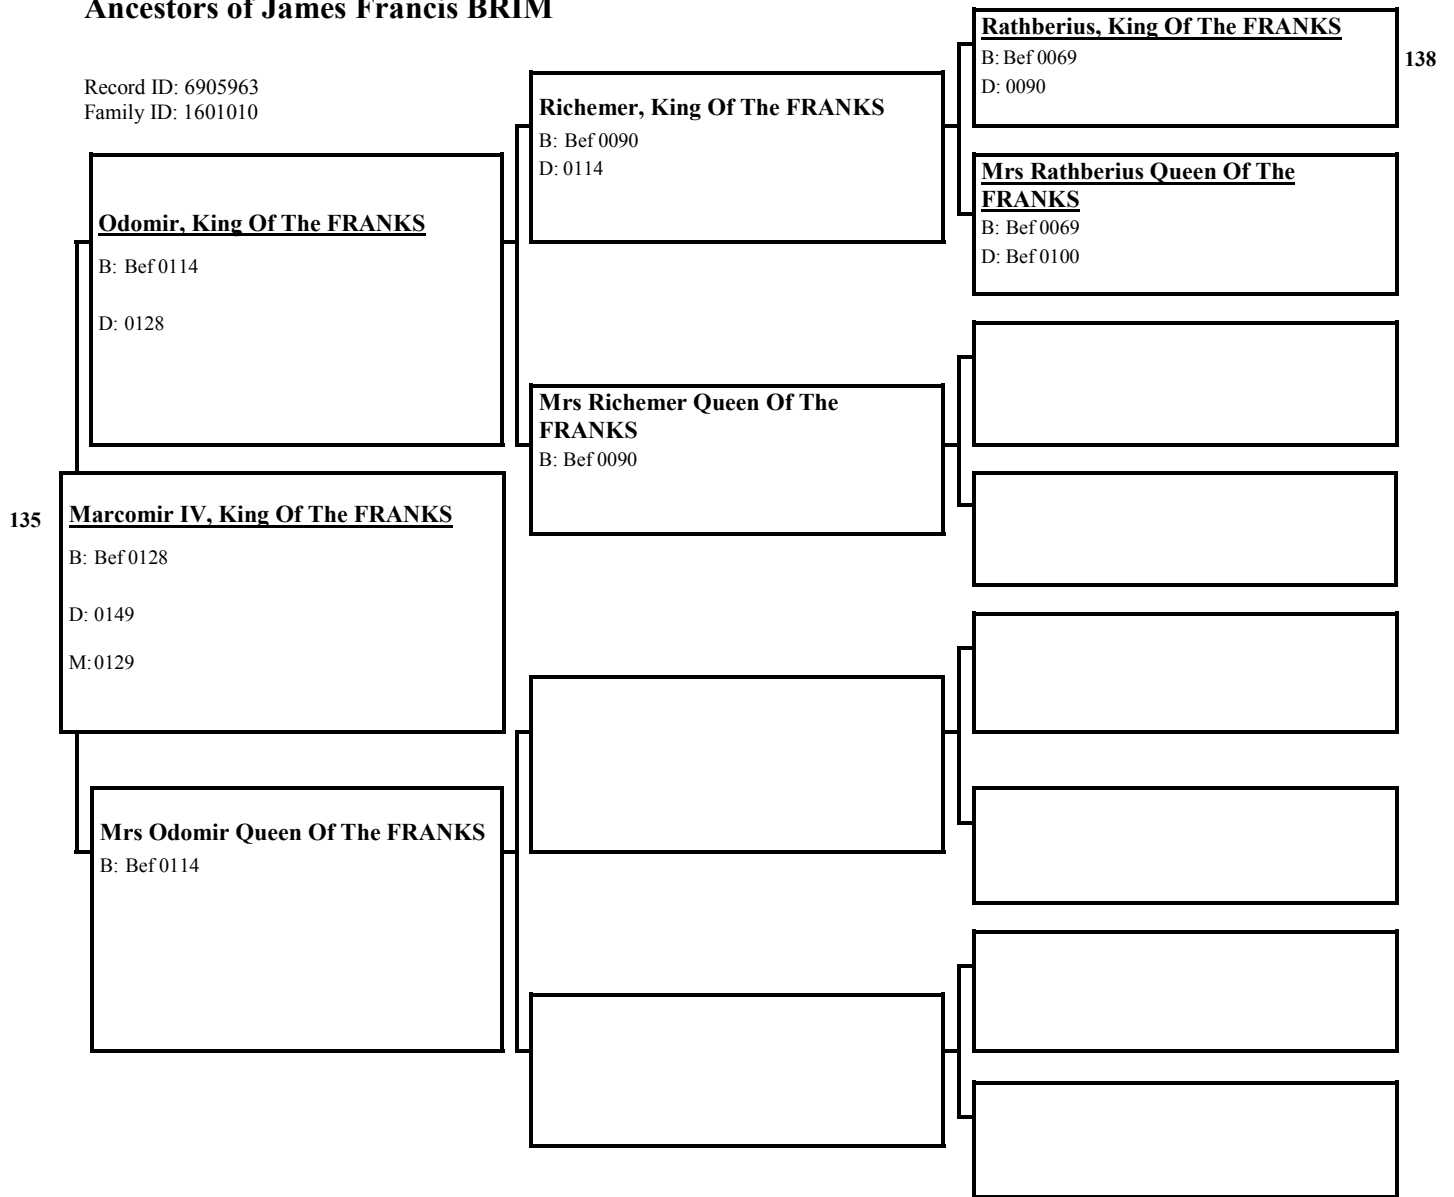 Ancestors of James Francis BRIM
Record ID: 6905963
Family ID: 1601010
Odomir, King Of The FRANKS
B: Bef 0114
D: 0128
135
Marcomir IV, King Of The FRANKS
B: Bef 0128
D: 0149
M:0129
Mrs Odomir Queen Of The FRANKS
B: Bef 0114
Richemer, King Of The FRANKS
B: Bef 0090
D: 0114
Mrs Richemer Queen Of The
FRANKS
B: Bef 0090
Rathberius, King Of The FRANKS
B: Bef 0069
D: 0090
138
Mrs Rathberius Queen Of The
FRANKS
B: Bef 0069
D: Bef 0100